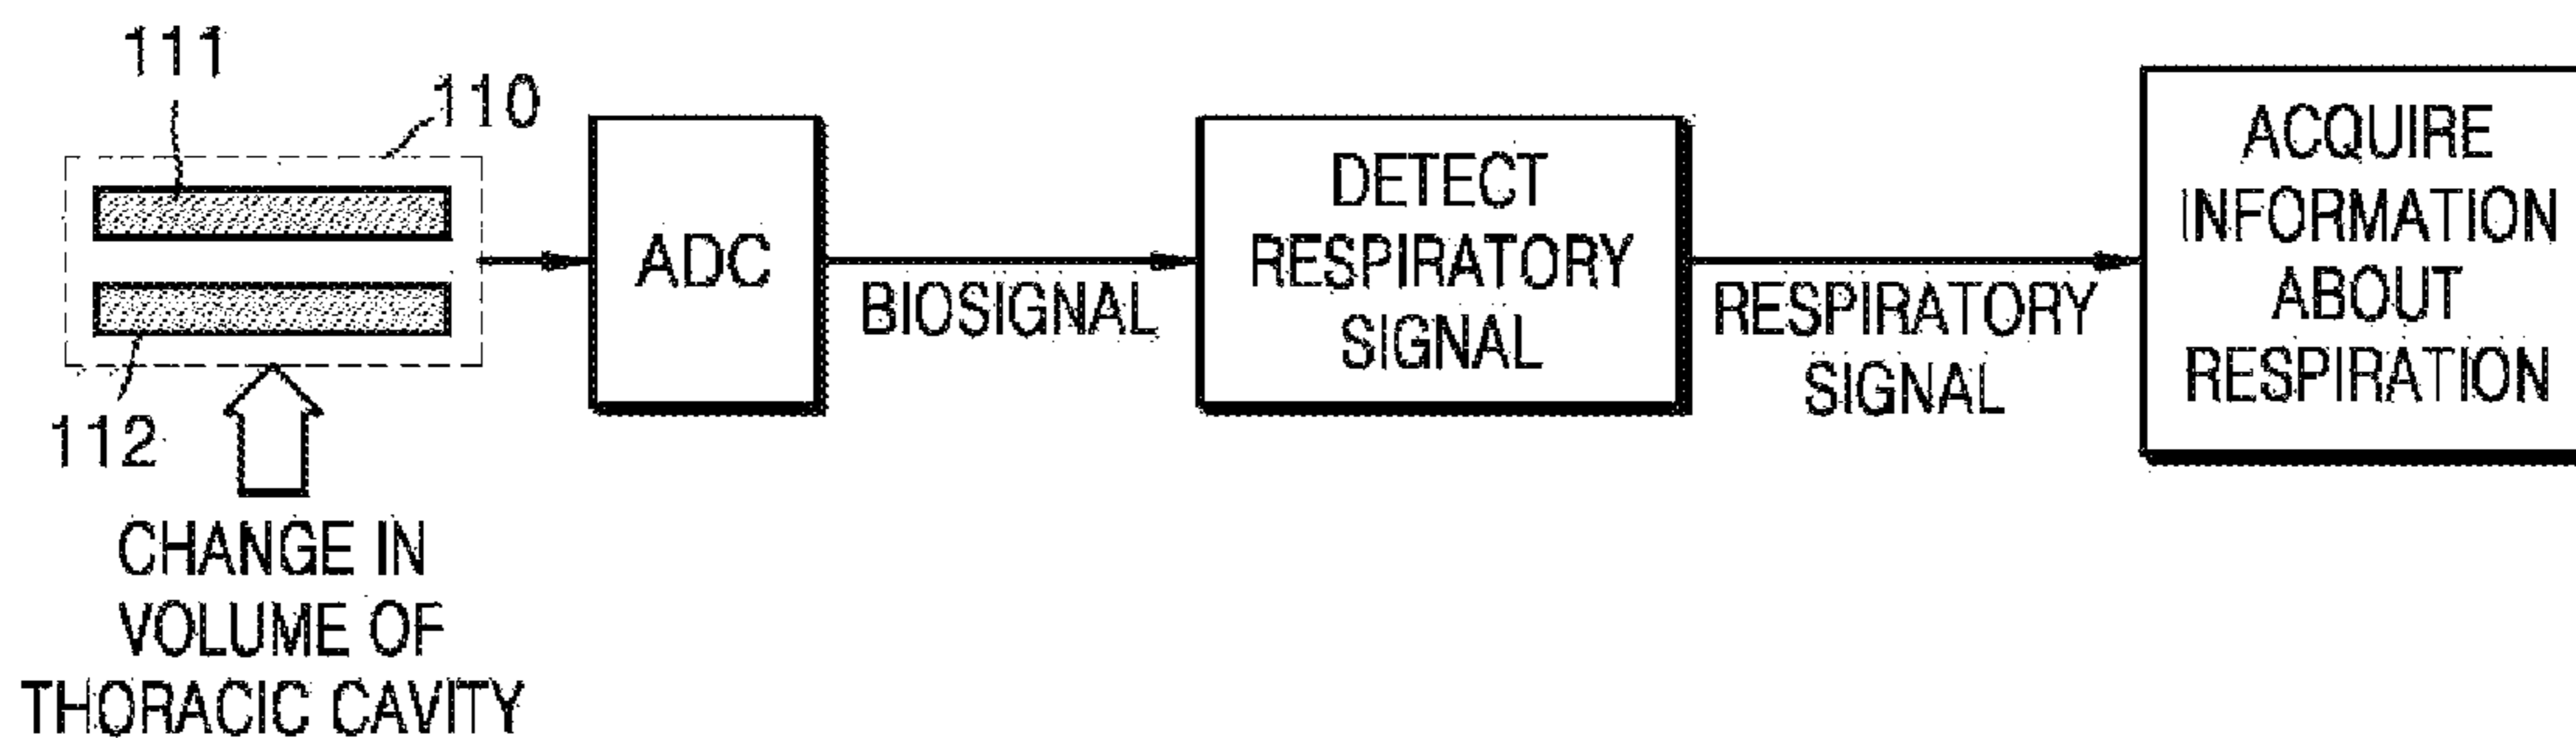 111
110
112
CHANGE IN
VOLUME OF
THORACIC CAVITY
ADC
BIOSIGNAL
DETECT
RESPIRATORY
SIGNAL
RESPIRATORY
SIGNAL
ACQUIRE
INFORMATION
ABOUT
RESPIRATION